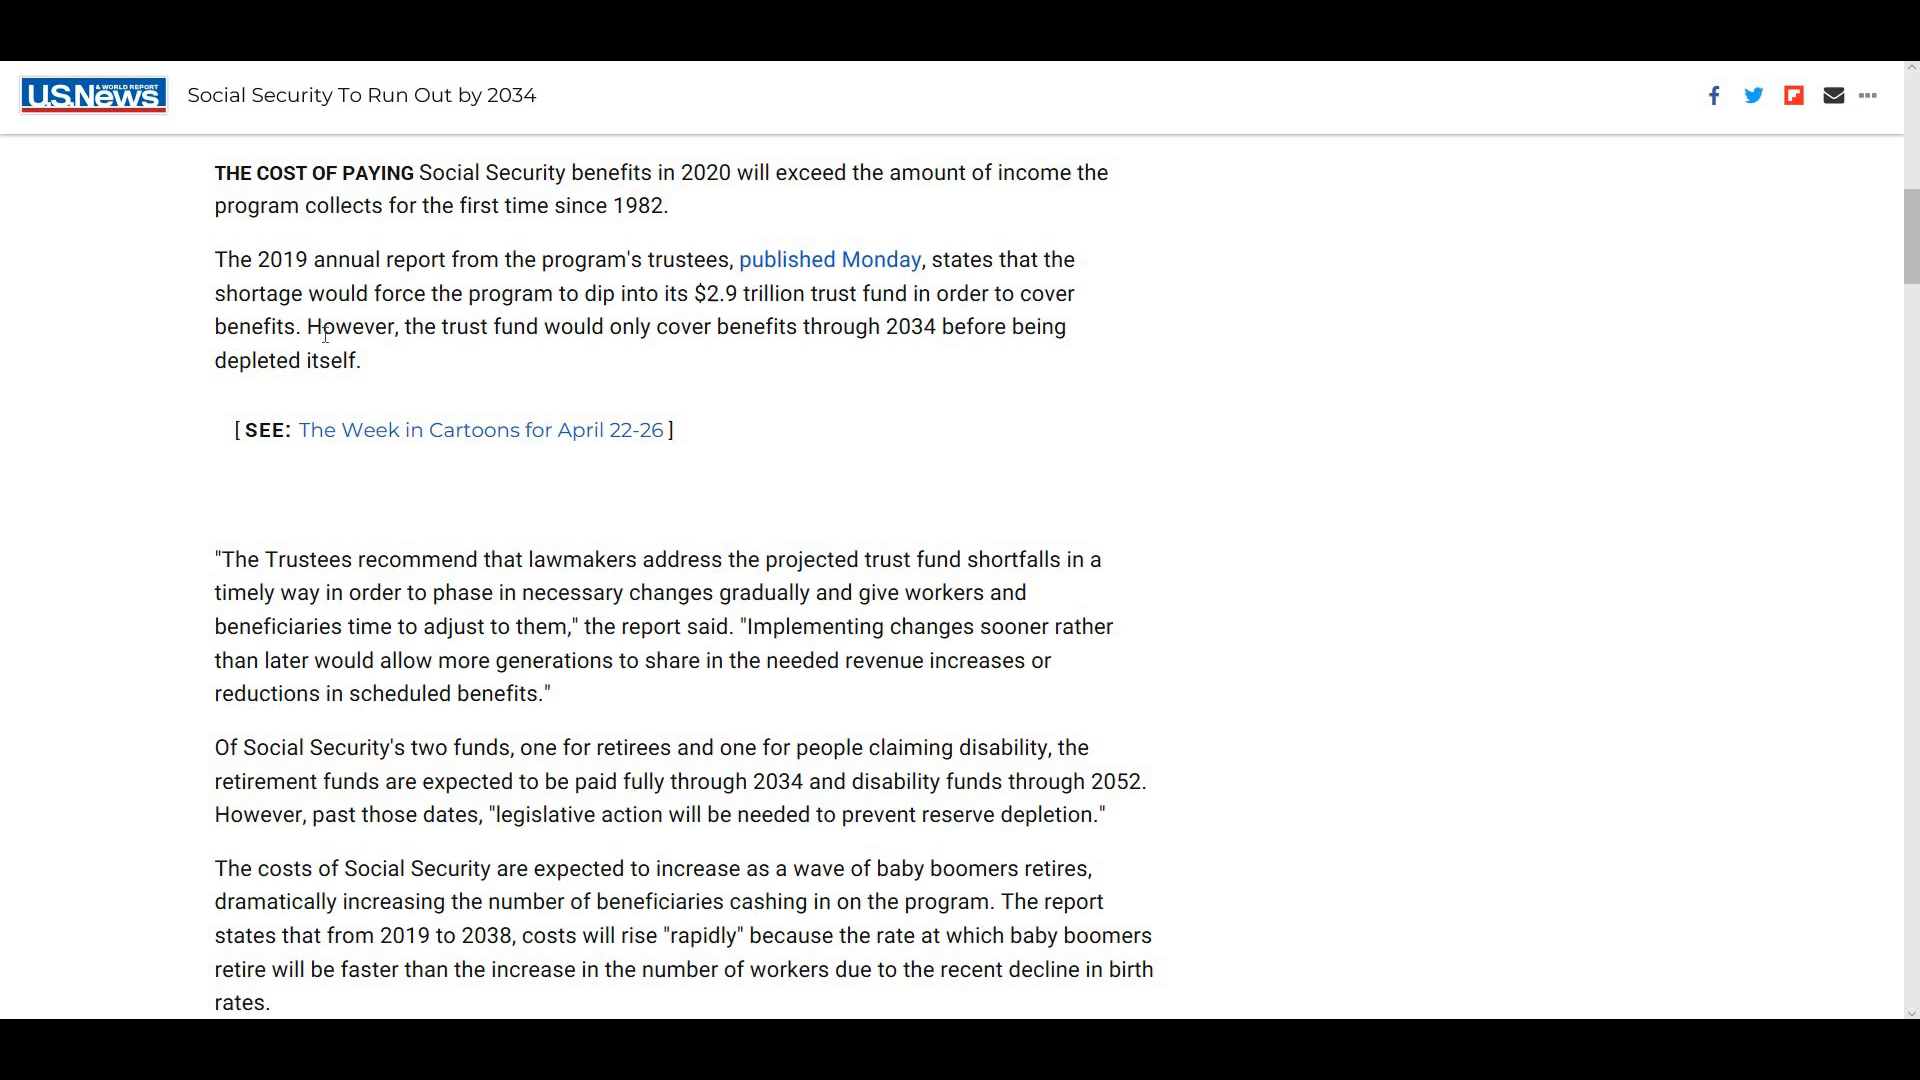 U.S.News
& WORLD REPORT
Social Security To Run Out by 2034
THE COST OF PAYING Social Security benefits in 2020 will exceed the amount of income the
program collects for the first time since 1982.
The 2019 annual report from the program's trustees, published Monday, states that the
shortage would force the program to dip into its $2.9 trillion trust fund in order to cover
benefits. However, the trust fund would only cover benefits through 2034 before being
depleted itself.
[ SEE: The Week in Cartoons for April 22-26 ]
"The Trustees recommend that lawmakers address the projected trust fund shortfalls in a
timely way in order to phase in necessary changes gradually and give workers and
beneficiaries time to adjust to them," the report said. "Implementing changes sooner rather
than later would allow more generations to share in the needed revenue increases or
reductions in scheduled benefits."
Of Social Security's two funds, one for retirees and one for people claiming disability, the
retirement funds are expected to be paid fully through 2034 and disability funds through 2052.
However, past those dates, "legislative action will be needed to prevent reserve depletion."
The costs of Social Security are expected to increase as a wave of baby boomers retires,
dramatically increasing the number of beneficiaries cashing in on the program. The report
states that from 2019 to 2038, costs will rise "rapidly" because the rate at which baby boomers
retire will be faster than the increase in the number of workers due to the recent decline in birth
rates.